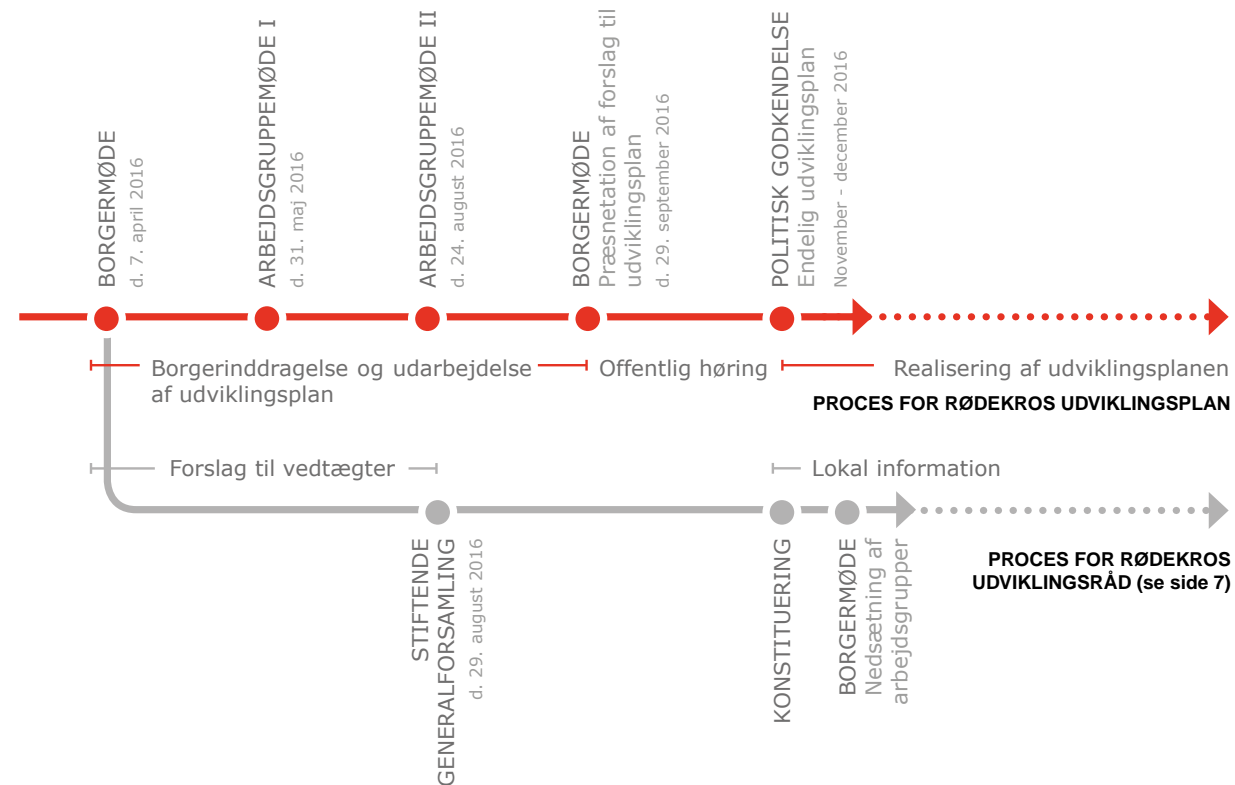 BORGERMØDE
d. 7. april 2016
ARBEJDSGRUPPEMØDE I
d. 31. maj 2016
ARBEJDSGRUPPEMØDE II
d. 24. august 2016
BORGERMØDE
Præsnetation af forslag til
udviklingsplan
d. 29. september 2016
POLITISK GODKENDELSE
Endelig udviklingsplan
November - december 2016
Borgerinddragelse og udarbejdelse
af udviklingsplan
Offentlig høring
Realisering af udviklingsplanen
PROCES FOR RØDEKROS UDVIKLINGSPLAN
Forslag til vedtægter
Lokal information
STIFTENDE
GENERALFORSAMLING
d. 29. august 2016
KONSTITUERING
BORGERMØDE
Nedsætning af
arbejdsgrupper
PROCES FOR RØDEKROS
UDVIKLINGSRÅD (se side 7)